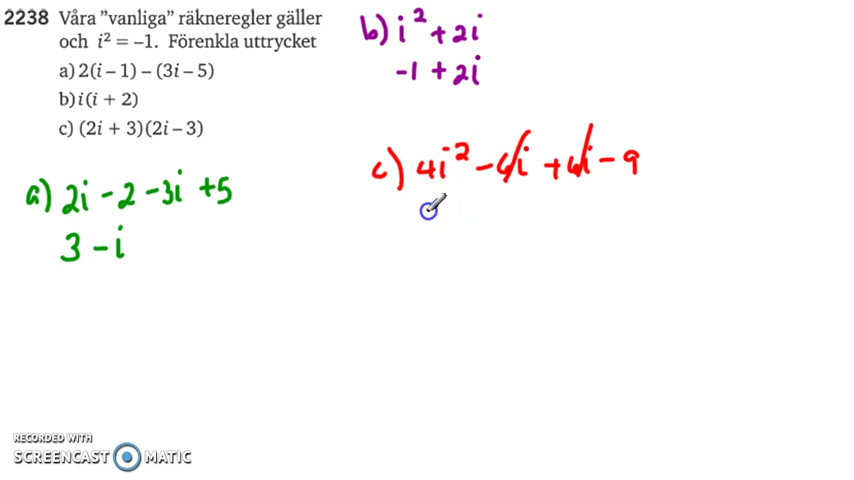 2238 Våra ”vanliga” räkneregler gäller
och i² = –1. Förenkla uttrycket
a) 2(i – 1) – (3i – 5)
b) i(i + 2)
c) (2i + 3)(2i – 3)
a) 2i - 2 - 3i + 5
3 - i
b) i² + 2i
-1 + 2i
c) 4i² - 6i + 6i - 9
RECORDED WITH
SCREENCAST MATIC